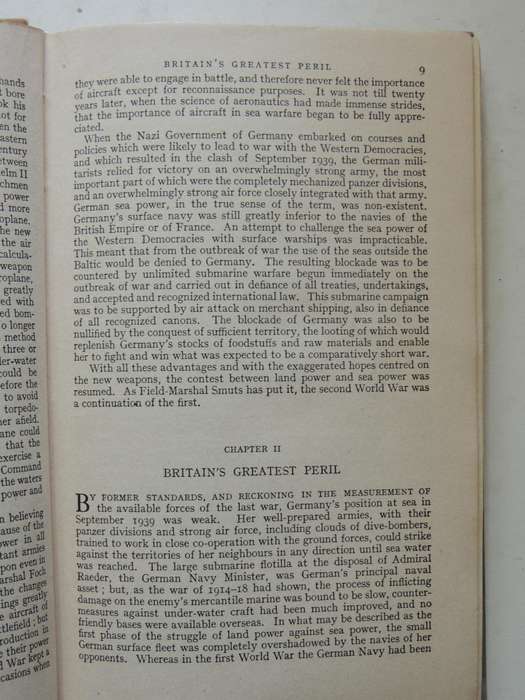 BRITAIN'S GREATEST PERIL 9
they were able to engage in battle, and therefore never felt the importance
of aircraft except for reconnaissance purposes. It was not till twenty
years later, when the science of aeronautics had made immense strides,
that the importance of aircraft in sea warfare began to be fully appre-
ciated.
When the Nazi Government of Germany embarked on courses and
policies which were likely to lead to war with the Western Democracies,
and which resulted in the clash of September 1939, the German mili-
tarists relied for victory on an overwhelmingly strong army, the most
important part of which were the completely mechanized panzer divisions,
and an overwhelmingly strong air force closely integrated with that army.
German sea power, in the true sense of the term, was non-existent.
Germany's surface navy was still greatly inferior to the navies of the
British Empire or of France. An attempt to challenge the sea power of
the Western Democracies with surface warships was impracticable.
This meant that from the outbreak of war the use of the seas outside the
Baltic would be denied to Germany. The resulting blockade was to be
countered by unlimited submarine warfare begun immediately on the
outbreak of war and carried out in defiance of all treaties, undertakings,
and accepted and recognized international law. This submarine campaign
was to be supported by air attack on merchant shipping, also in defiance
of all recognized canons. The blockade of Germany was also to be
nullified by the conquest of sufficient territory, the looting of which would
replenish Germany's stocks of foodstuffs and raw materials and enable
her to fight and win what was expected to be a comparatively short war.
With all these advantages and with the exaggerated hopes centred on
the new weapons, the contest between land power and sea power was
resumed. As Field-Marshal Smuts has put it, the second World War was
a continuation of the first.
CHAPTER II
BRITAIN'S GREATEST PERIL
BY FORMER STANDARDS, AND RECKONING IN THE MEASUREMENT OF
the available forces of the last war, Germany's position at sea in
September 1939 was weak. Her well-prepared armies, with their
panzer divisions and strong air force, including clouds of dive-bombers,
trained to work in close co-operation with the ground forces, could strike
against the territories of her neighbours in any direction until sea water
was reached. The large submarine flotilla at the disposal of Admiral
Raeder, the German Navy Minister, was Germany's principal naval
asset; but, as the war of 1914-18 had shown, the process of inflicting
damage on the enemy's mercantile marine was bound to be slow, counter-
measures against under-water craft had been much improved, and no
friendly bases were available overseas. In what may be described as the
first phase of the struggle of land power against sea power, the small
German surface fleet was completely overshadowed by the navies of her
opponents. Whereas in the first World War the German Navy had been